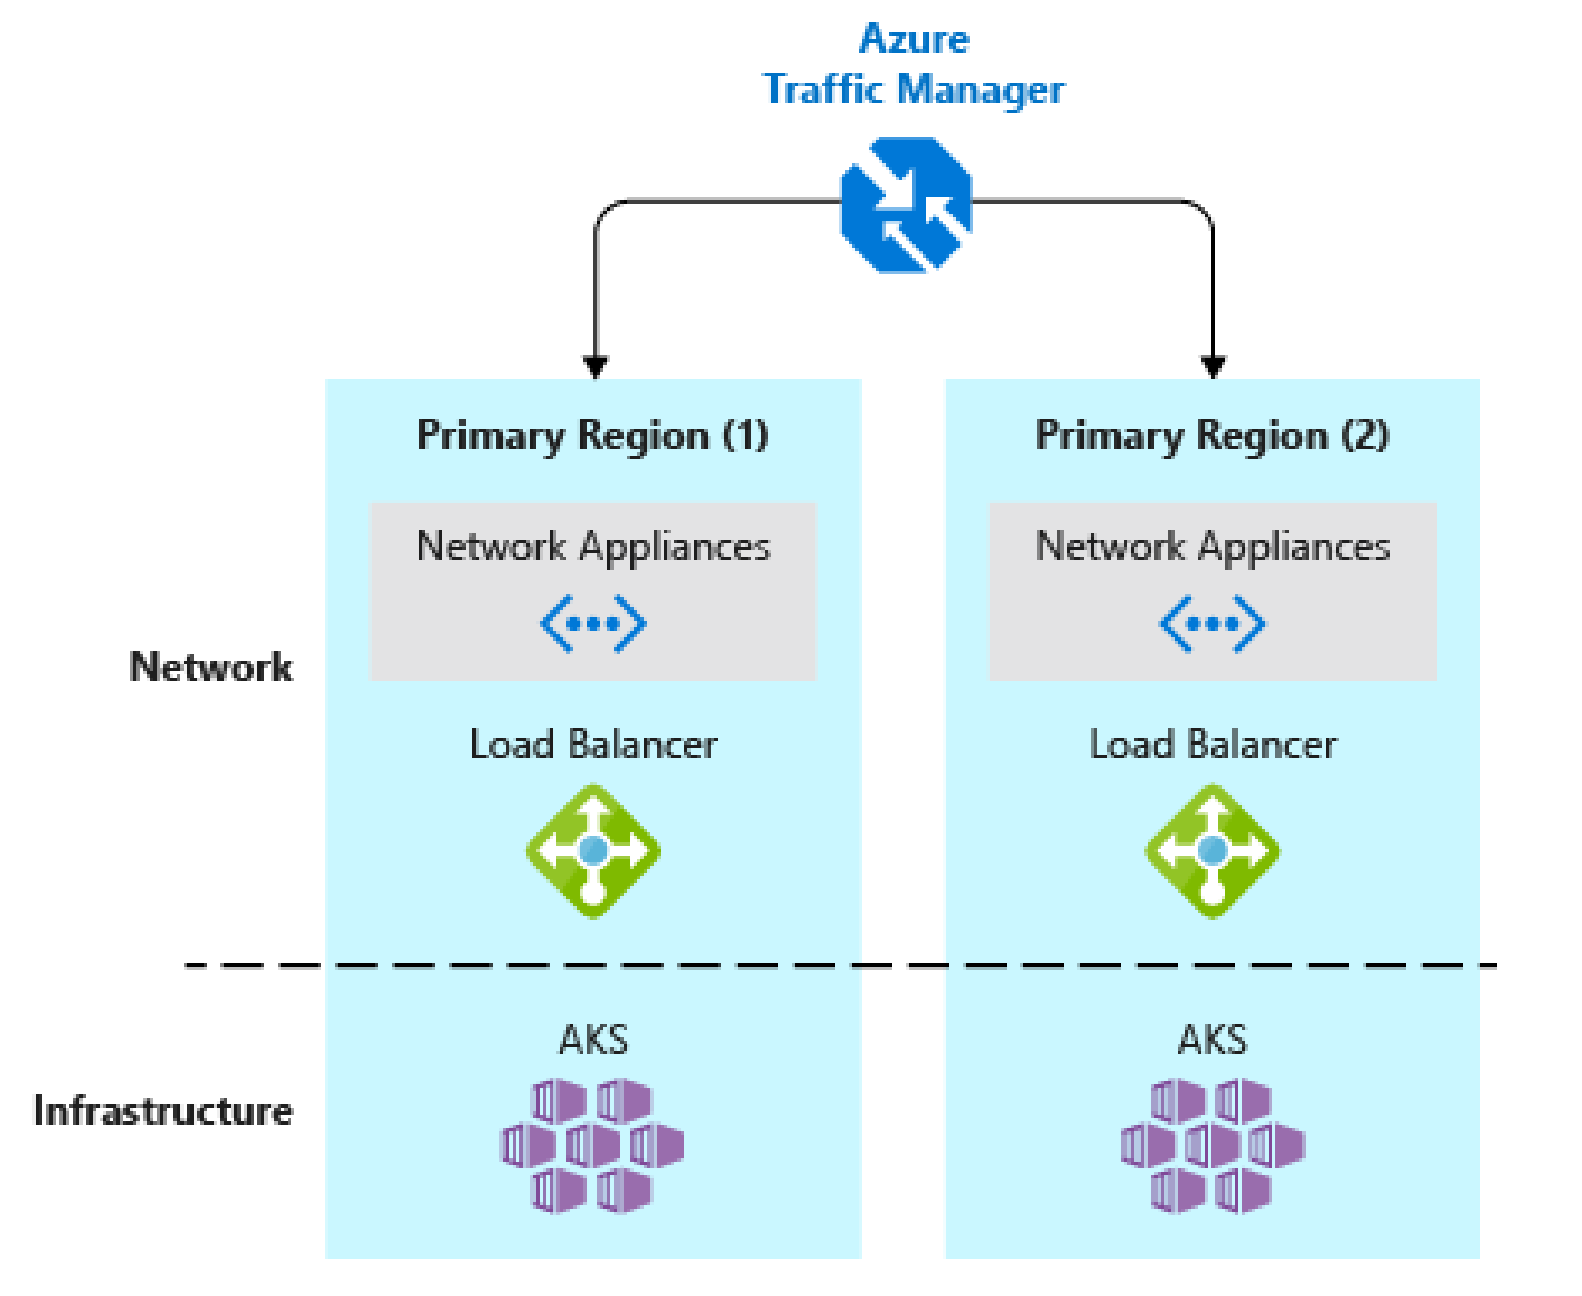 Azure
Traffic Manager
Primary Region (1)
Primary Region (2)
Network Appliances
Network Appliances
Network
Load Balancer
Load Balancer
AKS
AKS
Infrastructure